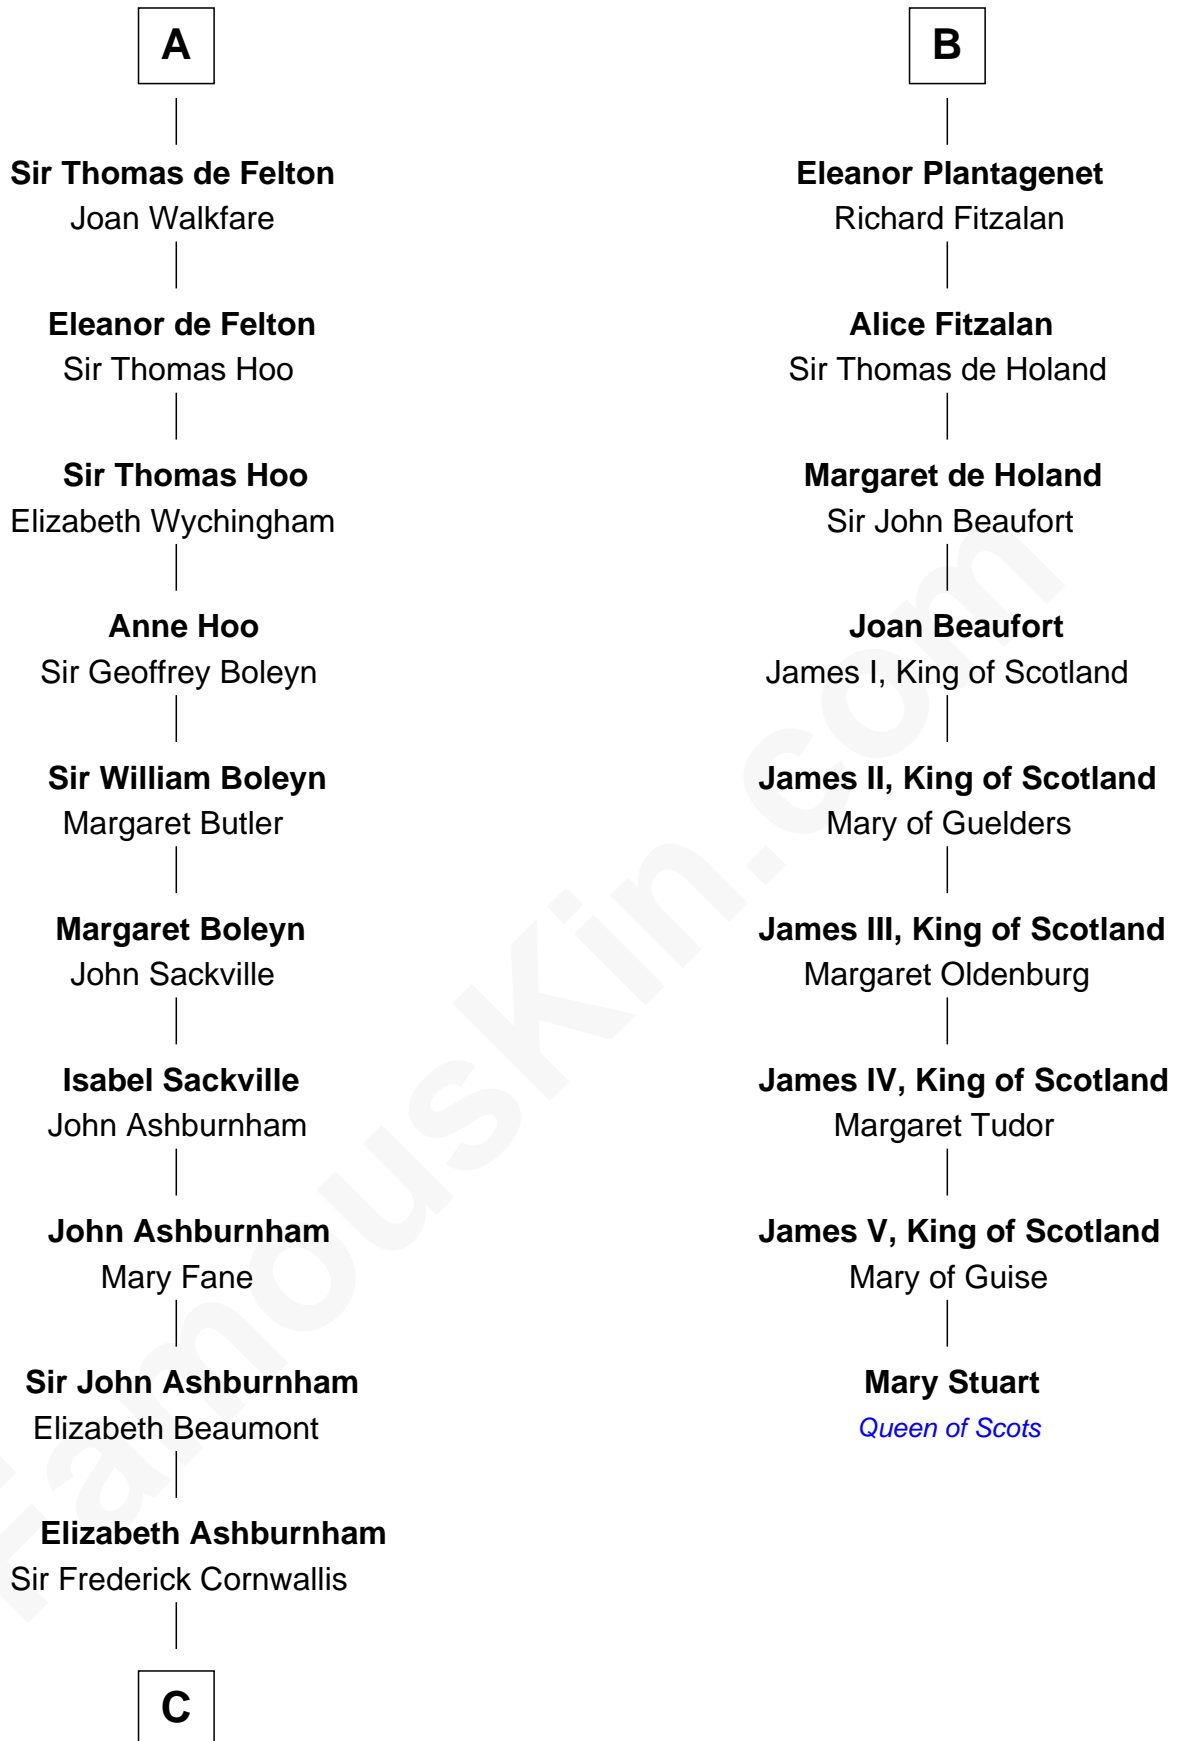 A
Sir Thomas de Felton
Joan Walkfare
Eleanor de Felton
Sir Thomas Hoo
Sir Thomas Hoo
Elizabeth Wychingham
Anne Hoo
Sir Geoffrey Boleyn
Sir William Boleyn
Margaret Butler
Margaret Boleyn
John Sackville
Isabel Sackville
John Ashburnham
John Ashburnham
Mary Fane
Sir John Ashburnham
Elizabeth Beaumont
Elizabeth Ashburnham
Sir Frederick Cornwallis
C
B
Eleanor Plantagenet
Richard Fitzalan
Alice Fitzalan
Sir Thomas de Holand
Margaret de Holand
Sir John Beaufort
Joan Beaufort
James I, King of Scotland
James II, King of Scotland
Mary of Guelders
James III, King of Scotland
Margaret Oldenburg
James IV, King of Scotland
Margaret Tudor
James V, King of Scotland
Mary of Guise
Mary Stuart
Queen of Scots
FamousKin.com